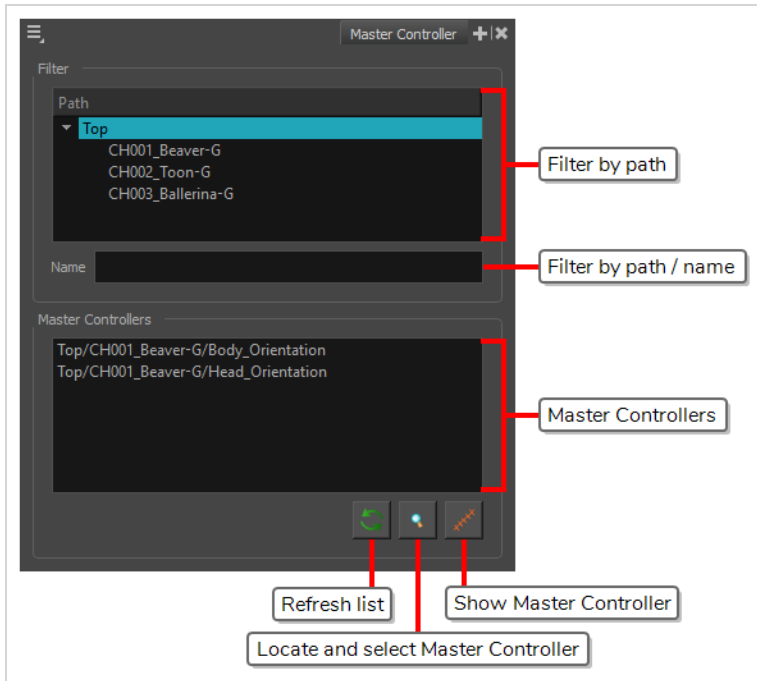 Master Controller
Filter
Path
Top
CH001_Beaver-G
CH002_Toon-G
CH003_Ballerina-G
Filter by path
Name
Filter by path / name
Master Controllers
Top/CH001_Beaver-G/Body_Orientation
Top/CH001_Beaver-G/Head_Orientation
Master Controllers
Refresh list
Show Master Controller
Locate and select Master Controller